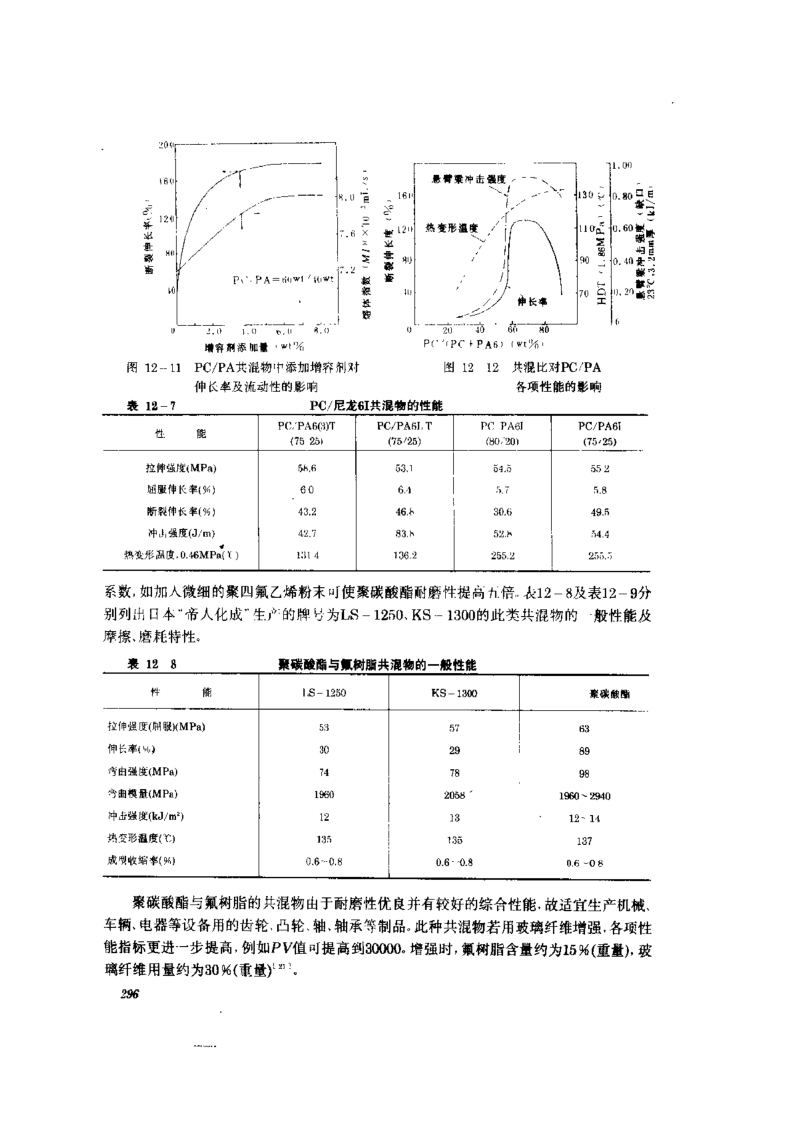 200
160
120
80
40
断裂伸长率(%)
8.0
7.6
7.2
PC:PA=60wt/40wt
0 2.0 4.0 6.0 8.0
增容剂添加量(wt%)
160
120
80
40
断裂伸长度(%)
悬臂梁冲击强度
热变形温度
伸长率
130
110
90
70
HDT(1.86MPa)(℃)
1.00
0.80
0.60
0.40
0.20
悬臂梁冲击强度(缺口)
23℃,3.2mm厚(kJ/m
0 20 40 60 80
PC/(PC+PA6)(wt%)
图 12-11 PC/PA共混物中添加增容剂对
伸长率及流动性的影响
图 12 12 共混比对PC/PA
各项性能的影响
表 12-7 PC/尼龙6I共混物的性能
性 能 PC/PA6(3)T PC/PA6I.T PC PA6I PC/PA6I
(75 25) (75/25) (80/20) (75/25)
拉伸强度(MPa) 58.6 53.1 54.5 55 2
屈服伸长率(%) 6 0 6.4 5.7 5.8
断裂伸长率(%) 43.2 46.8 30.6 49.5
冲击强度(J/m) 42.7 83.8 52.8 54.4
热变形温度.0.46MPa(℃) 131 4 136.2 255.2 255.5
系数,如加入微细的聚四氟乙烯粉末可使聚碳酸酯耐磨性提高五倍。表12-8及表12-9分
别列出日本“帝人化成”生产的牌号为LS-1250、KS-1300的此类共混物的一般性能及
摩擦、磨耗特性。
表 12 8 聚碳酸酯与氟树脂共混物的一般性能
性 能 LS-1250 KS-1300 聚碳酸酯
拉伸强度(屈服)(MPa) 53 57 63
伸长率(%) 30 29 89
弯曲强度(MPa) 74 78 98
弯曲模量(MPa) 1960 2058 1960~2940
冲击强度(kJ/m²) 12 13 12~14
热变形温度(℃) 135 135 137
成型收缩率(%) 0.6~0.8 0.6~0.8 0.6~0 8
聚碳酸酯与氟树脂的共混物由于耐磨性优良并有较好的综合性能,故适宜生产机械、
车辆、电器等设备用的齿轮、凸轮、轴、轴承等制品。此种共混物若用玻璃纤维增强,各项性
能指标更进一步提高,例如PV值可提高到30000。增强时,氟树脂含量约为15%(重量),玻
璃纤维用量约为30%(重量)。
296